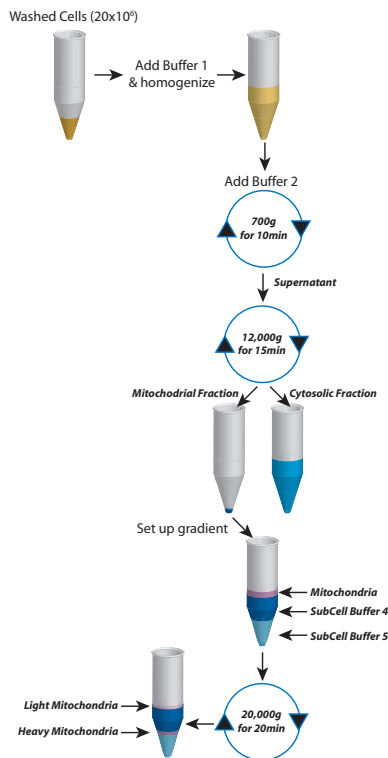 Washed Cells (20x10⁶)
Add Buffer 1
& homogenize
Add Buffer 2
700g
for 10min
Supernatant
12,000g
for 15min
Mitochodrial Fraction
Cytosolic Fraction
Set up gradient
Mitochondria
SubCell Buffer 4
SubCell Buffer 5
Light Mitochondria
Heavy Mitochondria
20,000g
for 20min